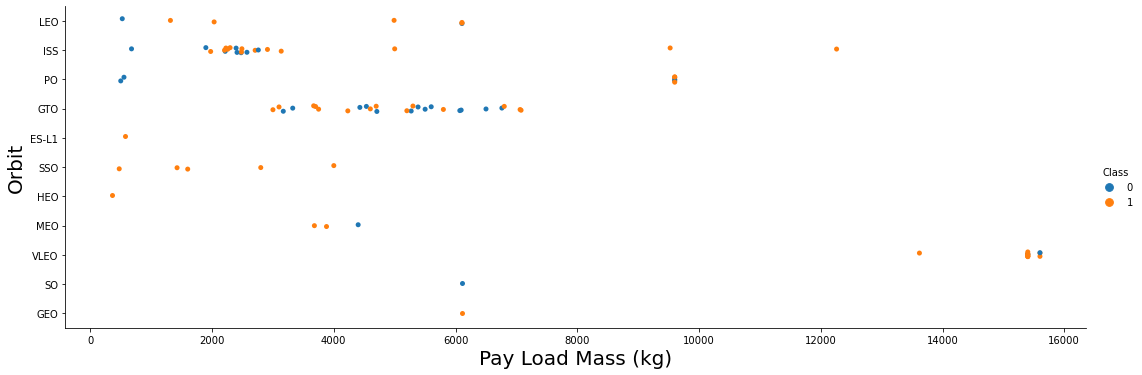 Orbit
LEO
ISS
PO
GTO
ES-L1
SSO
HEO
MEO
VLEO
SO
GEO
0 2000 4000 6000 8000 10000 12000 14000 16000
Pay Load Mass (kg)
Class
0
1